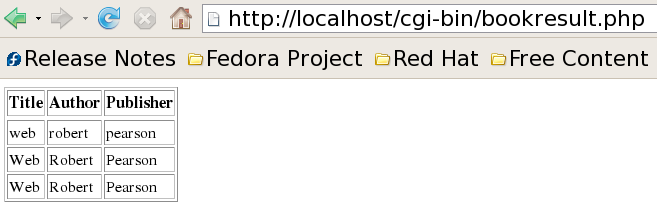 http://localhost/cgi-bin/bookresult.php
Release Notes Fedora Project Red Hat Free Content
Title Author Publisher
web robert pearson
Web Robert Pearson
Web Robert Pearson